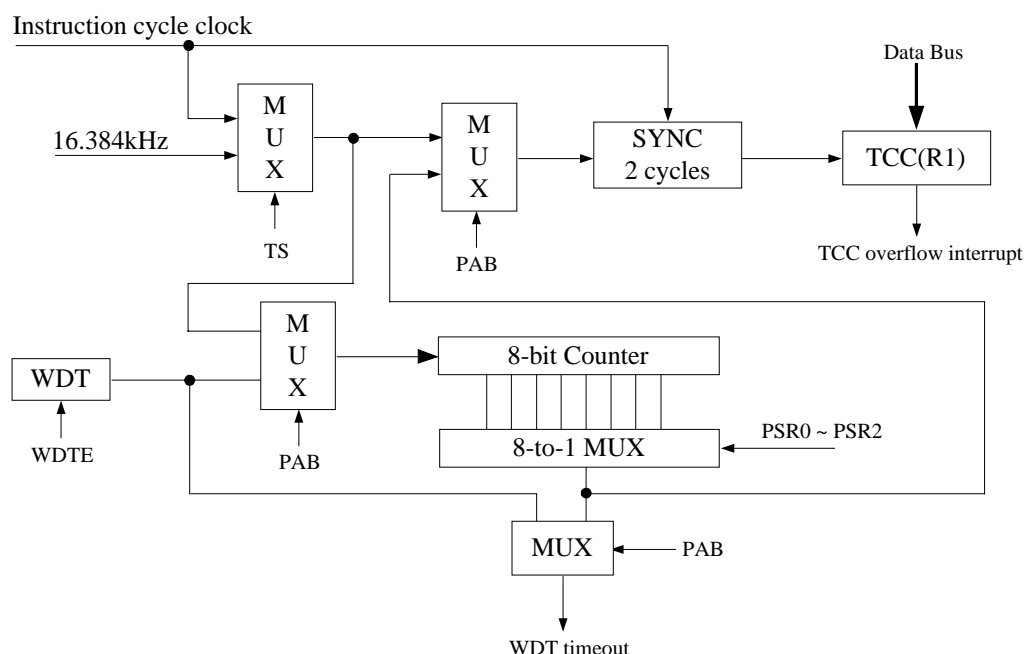 Instruction cycle clock
Data Bus
M
U
X
M
U
X
16.384kHz
SYNC
2 cycles
TCC(R1)
TS
PAB
TCC overflow interrupt
M
U
X
8-bit Counter
WDT
WDTE
PAB
8-to-1 MUX
PSR0 ~ PSR2
MUX
PAB
WDT timeout